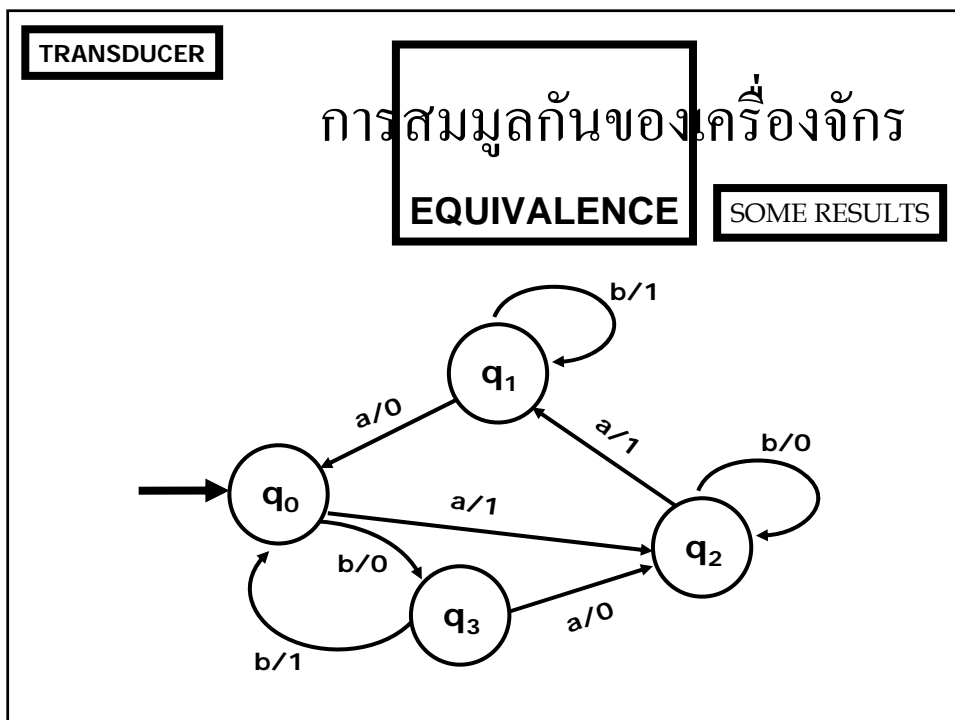 TRANSDUCER
การสมมูลกันของเครื่องจักร
EQUIVALENCE
SOME RESULTS
b/1
q₁
a/0
a/1
b/0
q₀
a/1
q₂
b/0
q₃
a/0
b/1